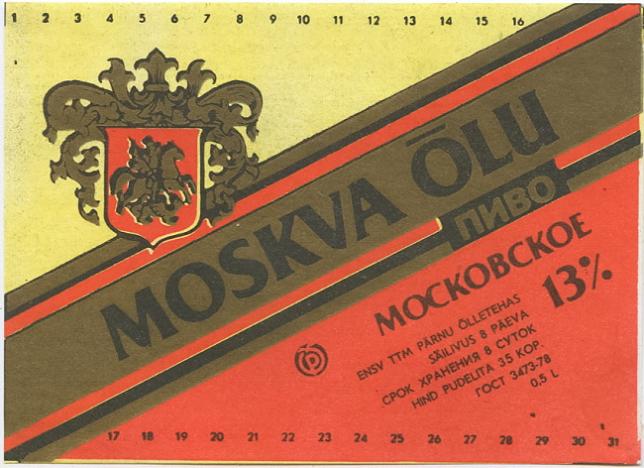 1 2 3 4 5 6 7 8 9 10 11 12 13 14 15 16
MOSKVA ÕLU
ПИВО
МОСКОВСКОЕ
13%
ENSV TTM PÄRNU ÕLLETEHAS
SÄILIVUS 8 PÄEVA
СРОК ХРАНЕНИЯ 8 СУТОК
HIND PUDELITA 35 КОР.
ГОСТ 3473-78
0,5 L
17 18 19 20 21 22 23 24 25 26 27 28 29 30 31